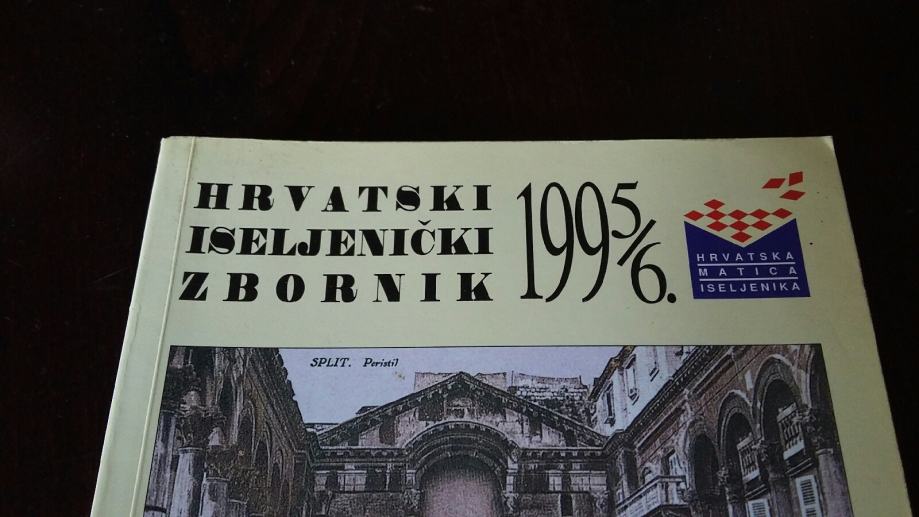 HRVATSKI
ISELJENIČKI
ZBORNIK
1995/6.
HRVATSKA
MATICA
ISELJENIKA
SPLIT. Peristil